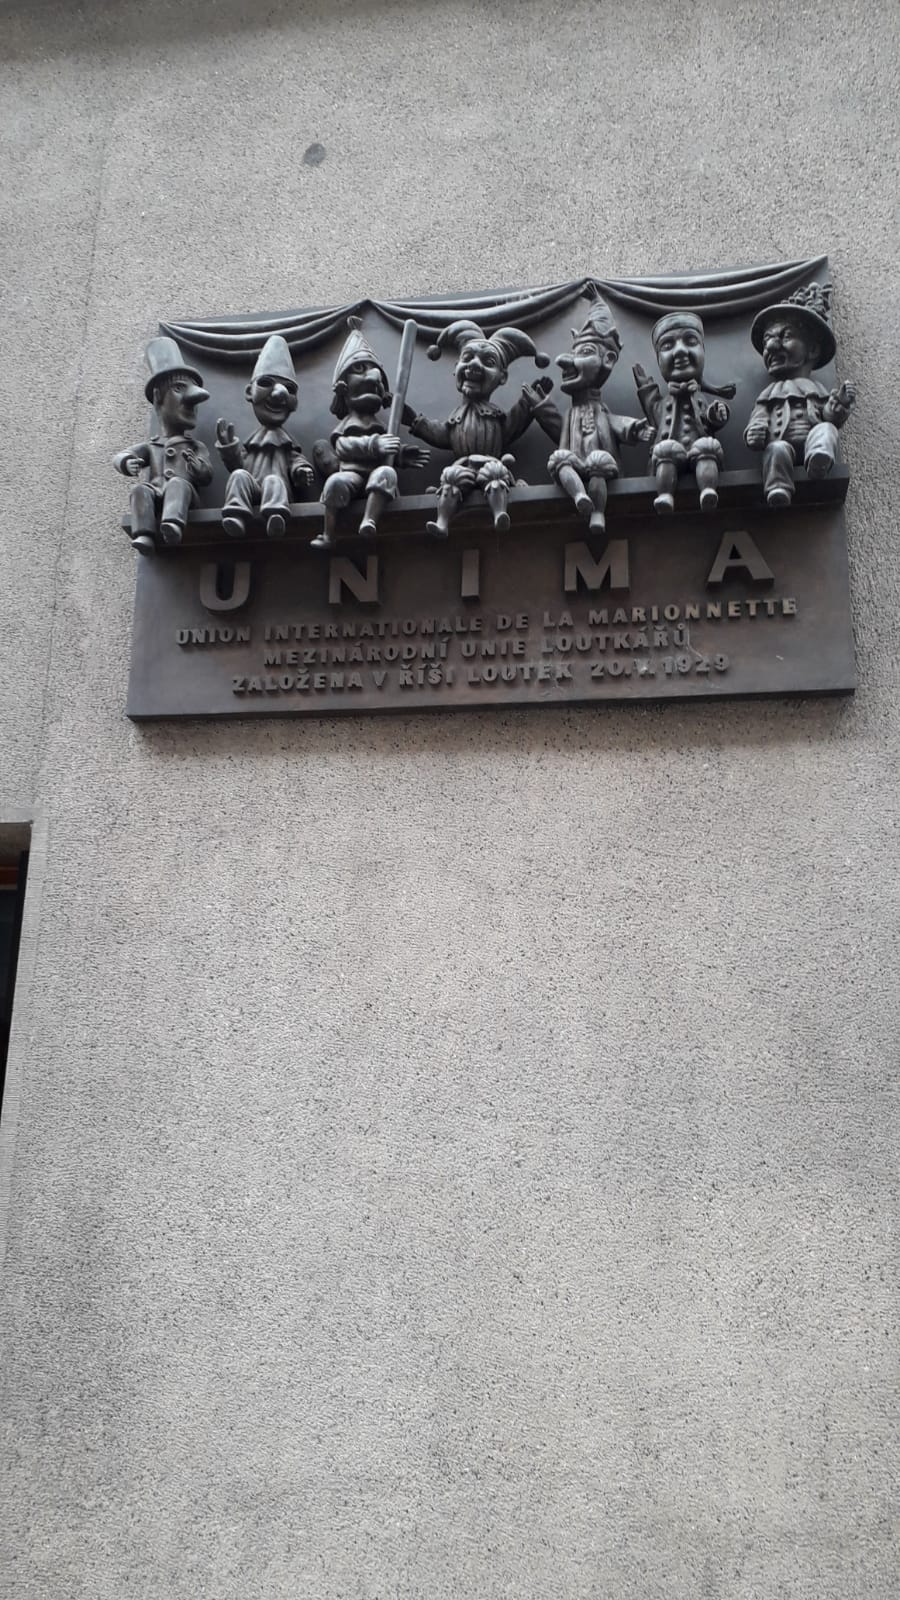 UNIMA
UNION INTERNATIONALE DE LA MARIONNETTE
MEZINÁRODNÍ UNIE LOUTKÁŘŮ
ZALOŽENA V ŘÍŠI LOUTEK 20.V.1929